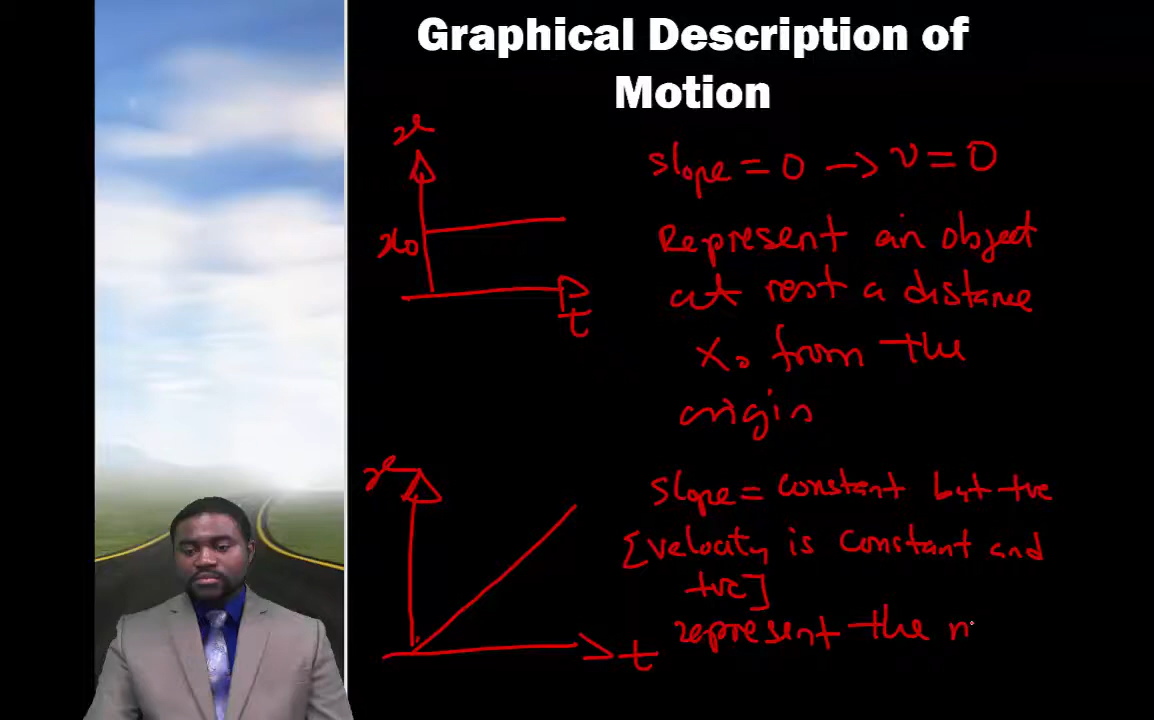 Graphical Description of
Motion
x
x0
t
slope = 0 → v = 0
Represent an object
at rest a distance
x0 from the
origin
x
t
slope = constant but +ve
[velocity is constant and
+ve]
represent the